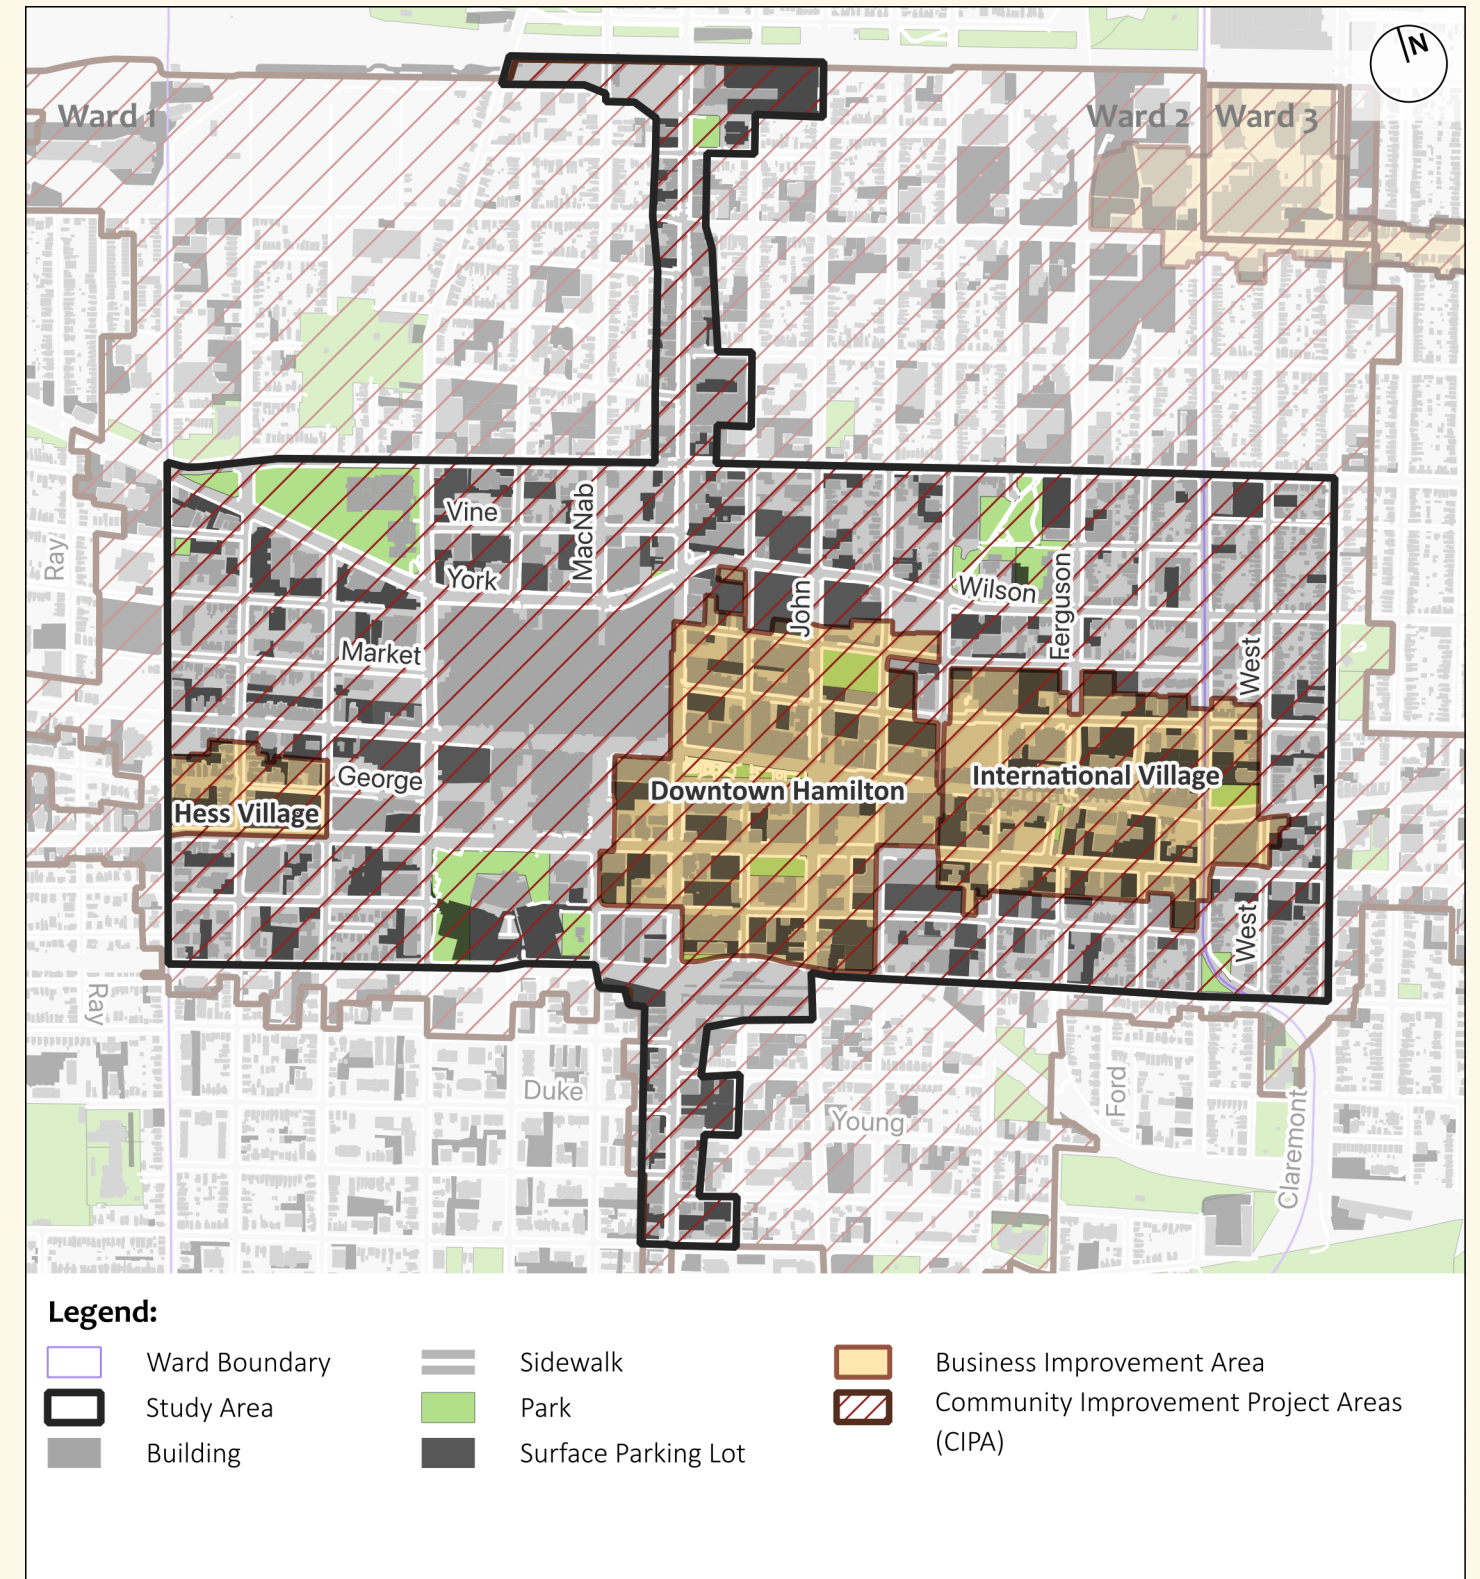 N
Ward 1
Ward 2
Ward 3
Vine
MacNab
York
Ray
John
Wilson
Ferguson
Market
West
George
Downtown Hamilton
International Village
Hess Village
West
Ray
Duke
Young
Ford
Claremont
Legend:
Ward Boundary
Study Area
Building
Sidewalk
Park
Surface Parking Lot
Business Improvement Area
Community Improvement Project Areas
(CIPA)